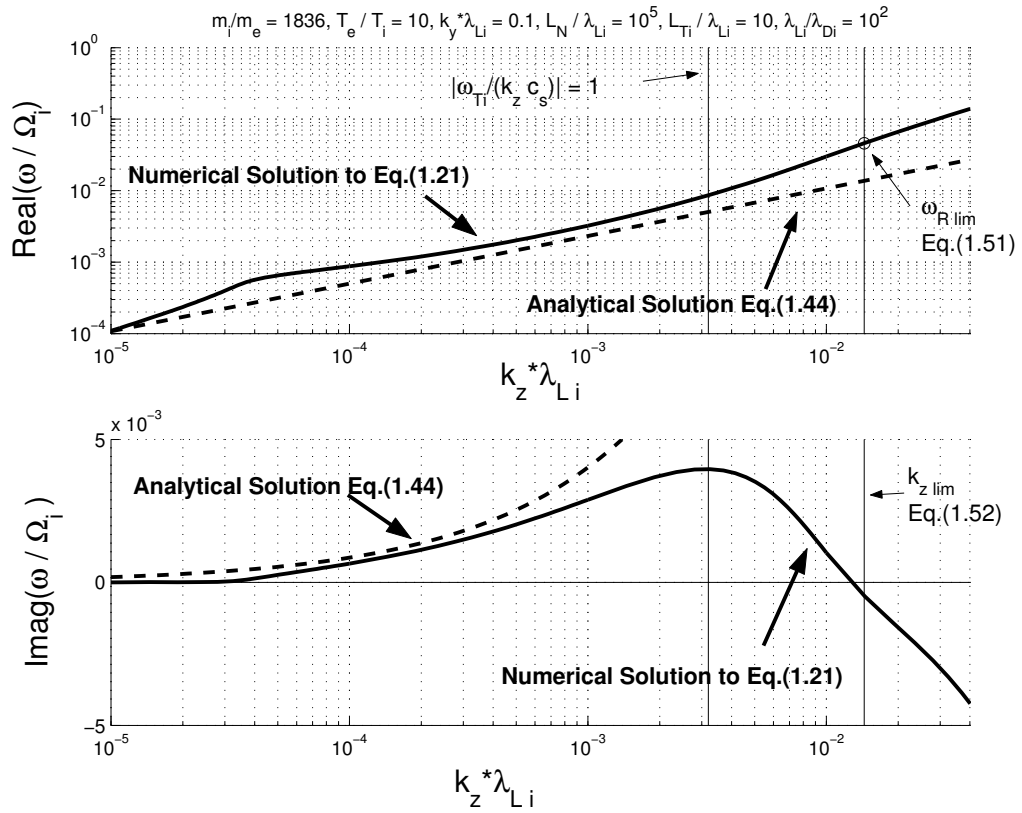 m_i/m_e = 1836, T_e / T_i = 10, k_y*λ_Li = 0.1, L_N / λ_Li = 10^5, L_Ti / λ_Li = 10, λ_Li/λ_Di = 10^2
10^0
10^−1
10^−2
10^−3
10^−4
Real(ω / Ω_i)
|ω_Ti/(k_z c_s)| = 1
Numerical Solution to Eq.(1.21)
ω_R lim
Eq.(1.51)
Analytical Solution Eq.(1.44)
10^−5
10^−4
10^−3
10^−2
k_z*λ_L i
x 10^−3
5
0
−5
Imag(ω / Ω_i)
Analytical Solution Eq.(1.44)
k_z lim
Eq.(1.52)
Numerical Solution to Eq.(1.21)
10^−5
10^−4
10^−3
10^−2
k_z*λ_L i